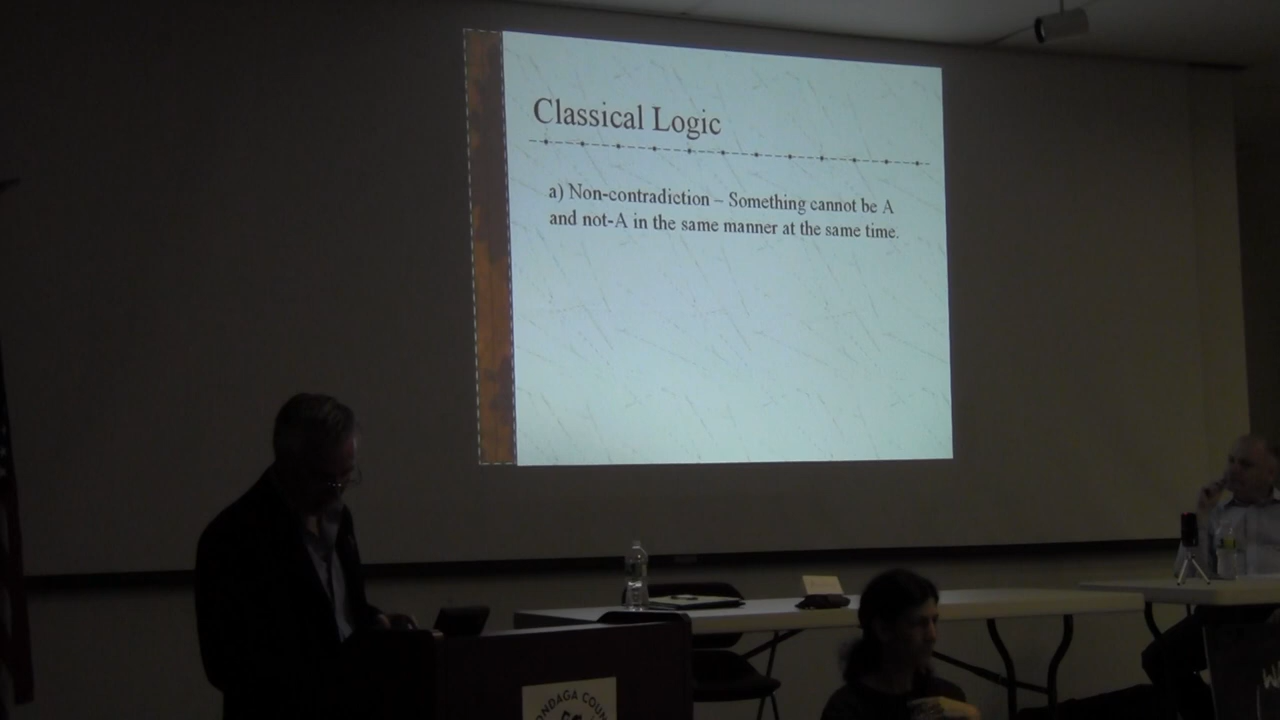 Classical Logic
a) Non-contradiction – Something cannot be A
and not-A in the same manner at the same time.